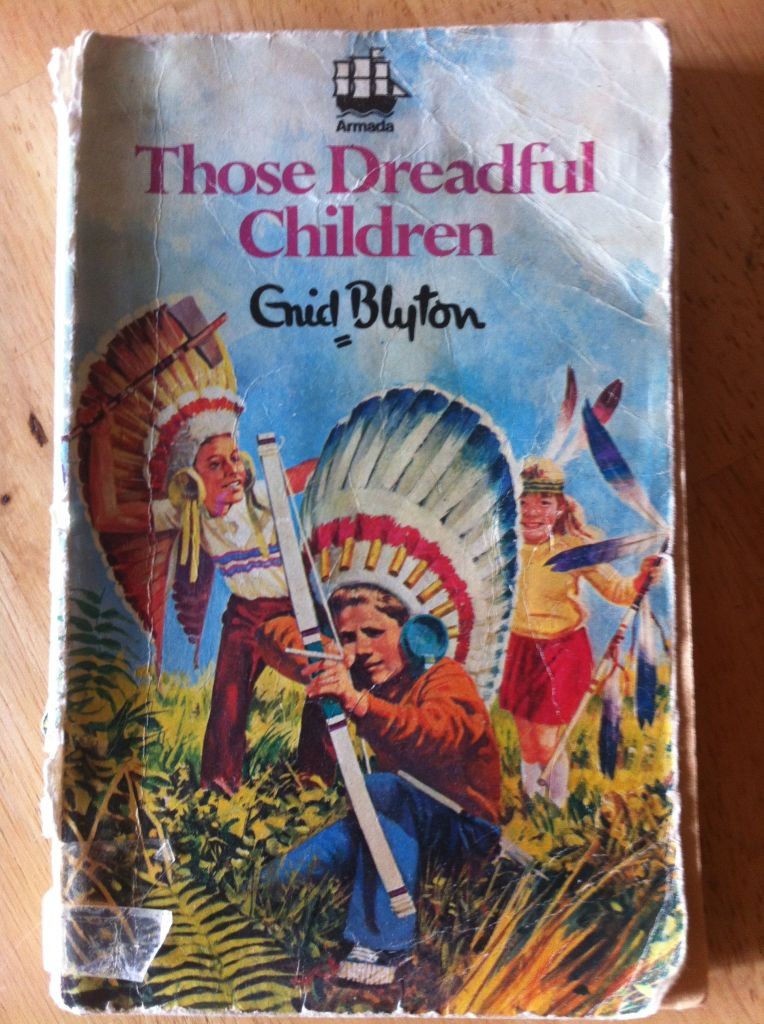 Armada
Those Dreadful
Children
Enid Blyton